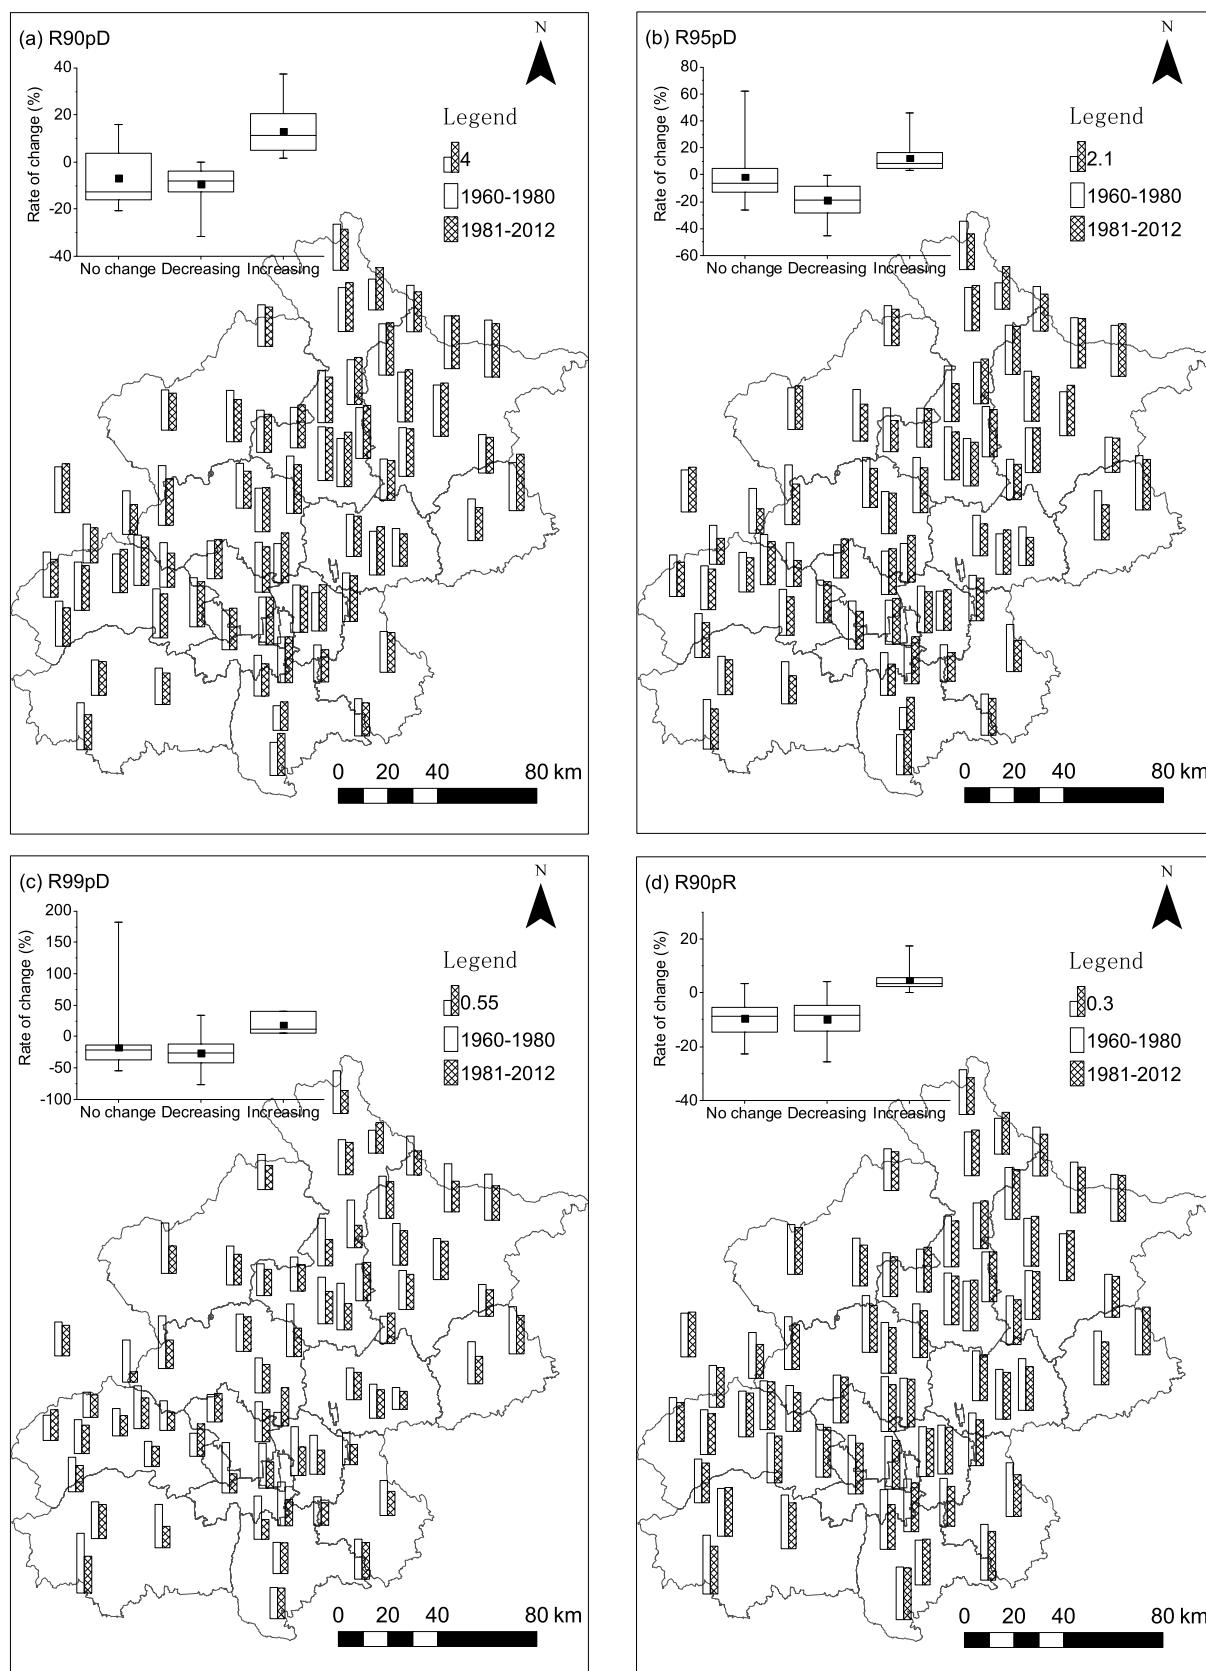 (a) R90pD
N
40
20
0
-20
-40
Rate of change (%)
No change Decreasing Increasing
Legend
4
1960-1980
1981-2012
0 20 40 80 km
(b) R95pD
N
80
60
40
20
0
-20
-40
-60
Rate of change (%)
No change Decreasing Increasing
Legend
2.1
1960-1980
1981-2012
0 20 40 80 km
(c) R99pD
N
200
150
100
50
0
-50
-100
Rate of change (%)
No change Decreasing Increasing
Legend
0.55
1960-1980
1981-2012
0 20 40 80 km
(d) R90pR
N
20
0
-20
-40
Rate of change (%)
No change Decreasing Increasing
Legend
0.3
1960-1980
1981-2012
0 20 40 80 km